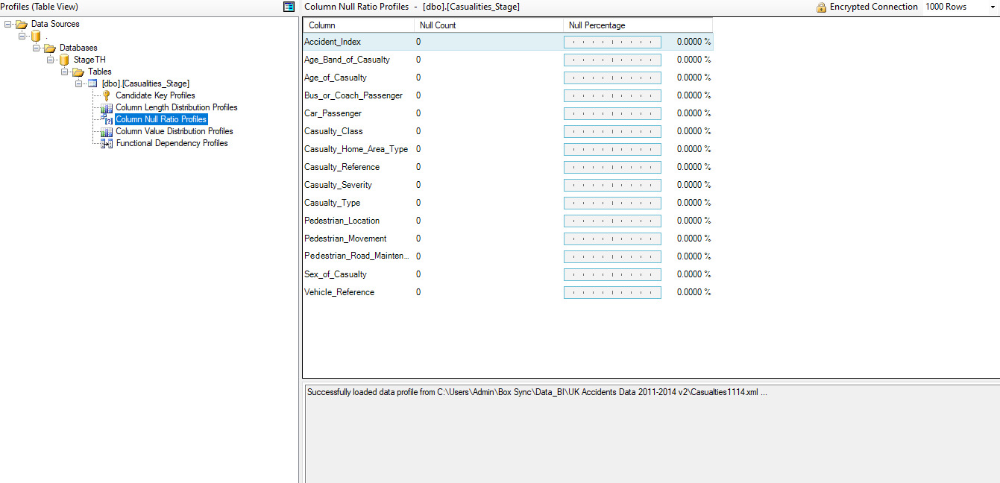 Profiles (Table View)
Data Sources
.
Databases
StageTH
Tables
[dbo].[Casualities_Stage]
Candidate Key Profiles
Column Length Distribution Profiles
Column Null Ratio Profiles
Column Value Distribution Profiles
Functional Dependency Profiles
Column Null Ratio Profiles - [dbo].[Casualities_Stage] Encrypted Connection 1000 Rows
Column Null Count Null Percentage
Accident_Index 0 0.0000 %
Age_Band_of_Casualty 0 0.0000 %
Age_of_Casualty 0 0.0000 %
Bus_or_Coach_Passenger 0 0.0000 %
Car_Passenger 0 0.0000 %
Casualty_Class 0 0.0000 %
Casualty_Home_Area_Type 0 0.0000 %
Casualty_Reference 0 0.0000 %
Casualty_Severity 0 0.0000 %
Casualty_Type 0 0.0000 %
Pedestrian_Location 0 0.0000 %
Pedestrian_Movement 0 0.0000 %
Pedestrian_Road_Mainten... 0 0.0000 %
Sex_of_Casualty 0 0.0000 %
Vehicle_Reference 0 0.0000 %
Successfully loaded data profile from C:\Users\Admin\Box Sync\Data_BI\UK Accidents Data 2011-2014 v2\Casualties1114.xml ...